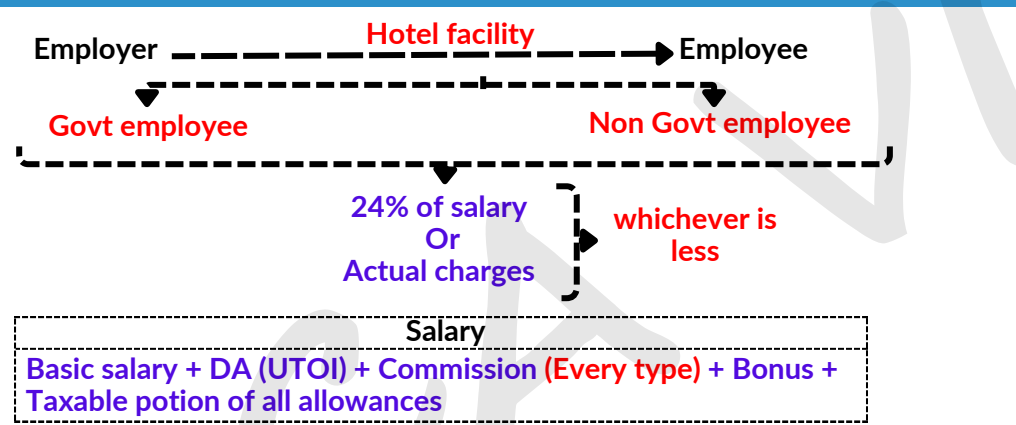 Employer Hotel facility Employee
Govt employee Non Govt employee
24% of salary
Or
Actual charges
whichever is
less
Salary
Basic salary + DA (UTOI) + Commission (Every type) + Bonus +
Taxable potion of all allowances